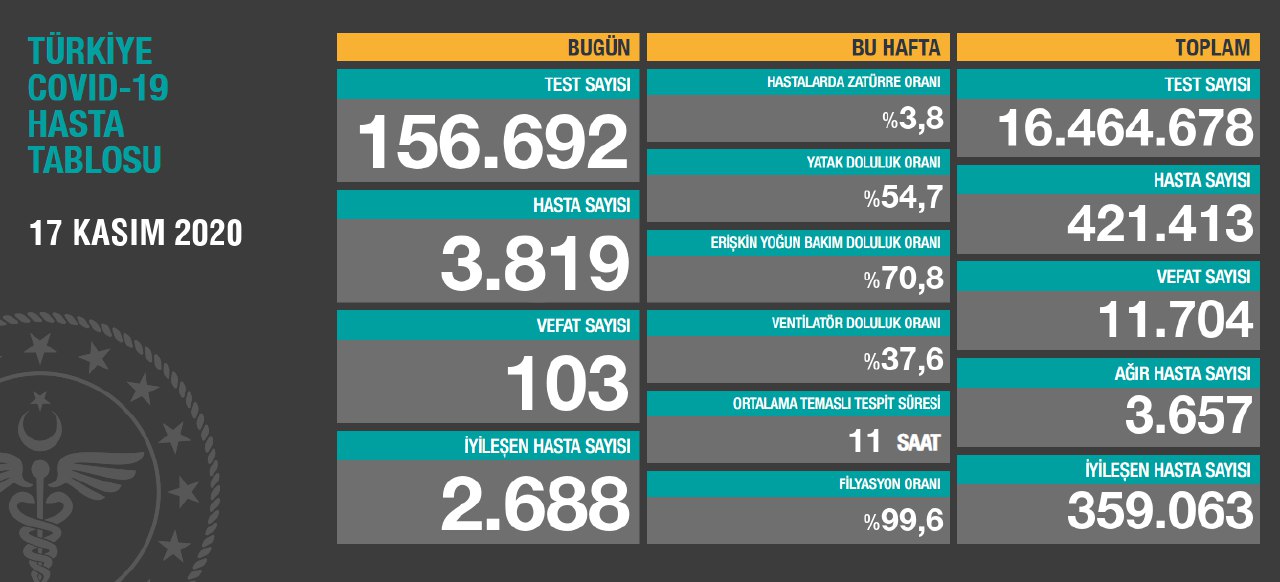 TÜRKİYE
COVID-19
HASTA
TABLOSU
17 KASIM 2020
BUGÜN
TEST SAYISI
156.692
HASTA SAYISI
3.819
VEFAT SAYISI
103
İYİLEŞEN HASTA SAYISI
2.688
BU HAFTA
HASTALARDA ZATÜRRE ORANI
%3,8
YATAK DOLULUK ORANI
%54,7
ERİŞKİN YOĞUN BAKIM DOLULUK ORANI
%70,8
VENTİLATÖR DOLULUK ORANI
%37,6
ORTALAMA TEMASLI TESPİT SÜRESİ
11 SAAT
FİLYASYON ORANI
%99,6
TOPLAM
TEST SAYISI
16.464.678
HASTA SAYISI
421.413
VEFAT SAYISI
11.704
AĞIR HASTA SAYISI
3.657
İYİLEŞEN HASTA SAYISI
359.063